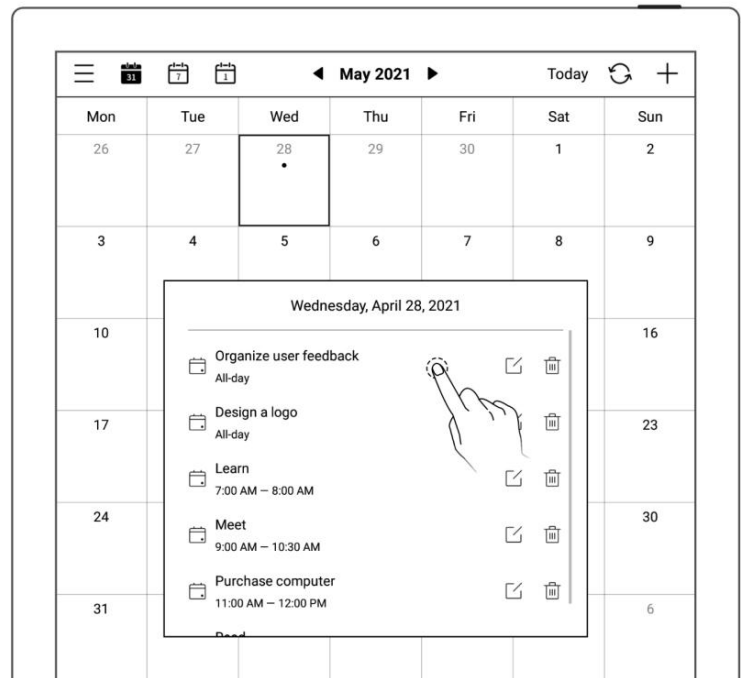 31 7 1 ◀ May 2021 ▶ Today
Mon Tue Wed Thu Fri Sat Sun
26 27 28 29 30 1 2
3 4 5 6 7 8 9
Wednesday, April 28, 2021
10 16
Organize user feedback
All-day
Design a logo
All-day
17 23
Learn
7:00 AM — 8:00 AM
24 30
Meet
9:00 AM — 10:30 AM
Purchase computer
11:00 AM — 12:00 PM
31 6